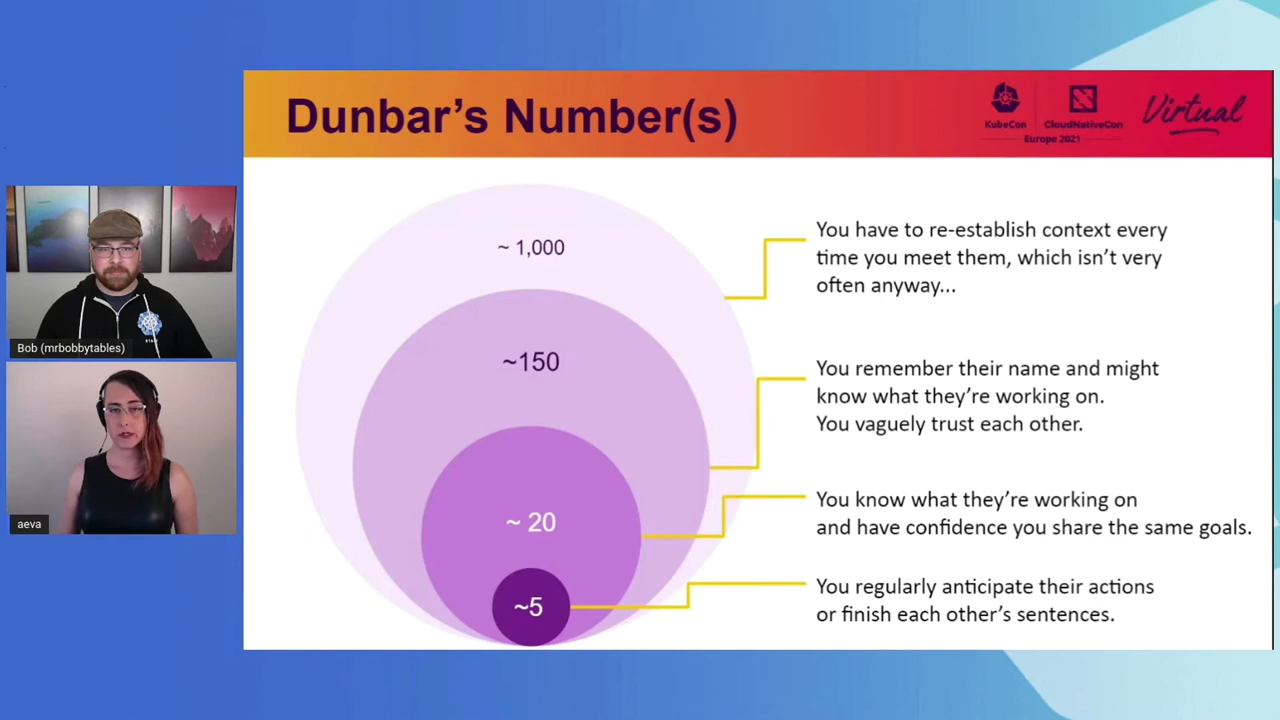 Dunbar's Number(s)
KubeCon
CloudNativeCon
Europe 2021
Virtual
~ 1,000
~150
~ 20
~5
You have to re-establish context every
time you meet them, which isn't very
often anyway...
You remember their name and might
know what they're working on.
You vaguely trust each other.
You know what they're working on
and have confidence you share the same goals.
You regularly anticipate their actions
or finish each other's sentences.
Bob (mrbobbytables)
aeva